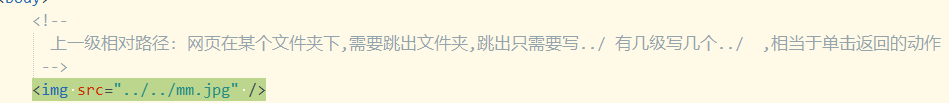 <!--
上一级相对路径: 网页在某个文件夹下,需要跳出文件夹,跳出只需要写../ 有几级写几个../ ,相当于单击返回的动作
-->
<img src="../../mm.jpg" />